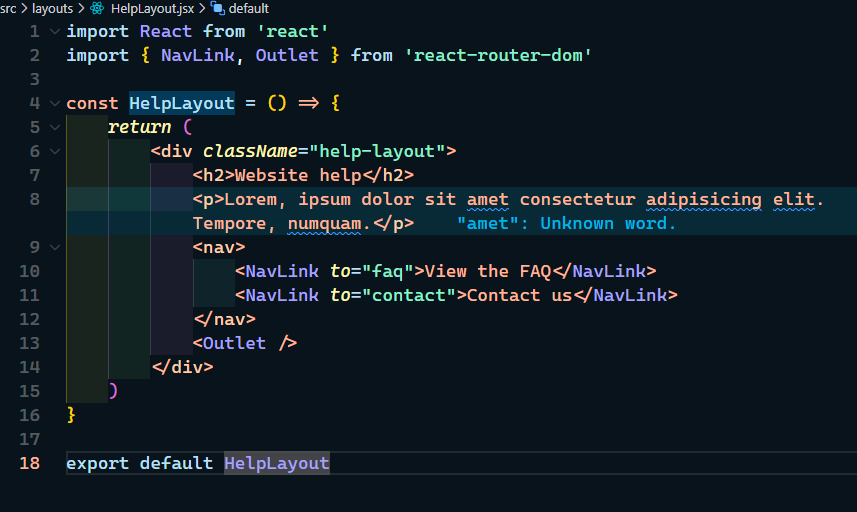 src > layouts > HelpLayout.jsx > default
1 import React from 'react'
2 import { NavLink, Outlet } from 'react-router-dom'
3
4 const HelpLayout = () => {
5 return (
6 <div className="help-layout">
7 <h2>Website help</h2>
8 <p>Lorem, ipsum dolor sit amet consectetur adipisicing elit.
Tempore, numquam.</p> "amet": Unknown word.
9 <nav>
10 <NavLink to="faq">View the FAQ</NavLink>
11 <NavLink to="contact">Contact us</NavLink>
12 </nav>
13 <Outlet />
14 </div>
15 )
16 }
17
18 export default HelpLayout